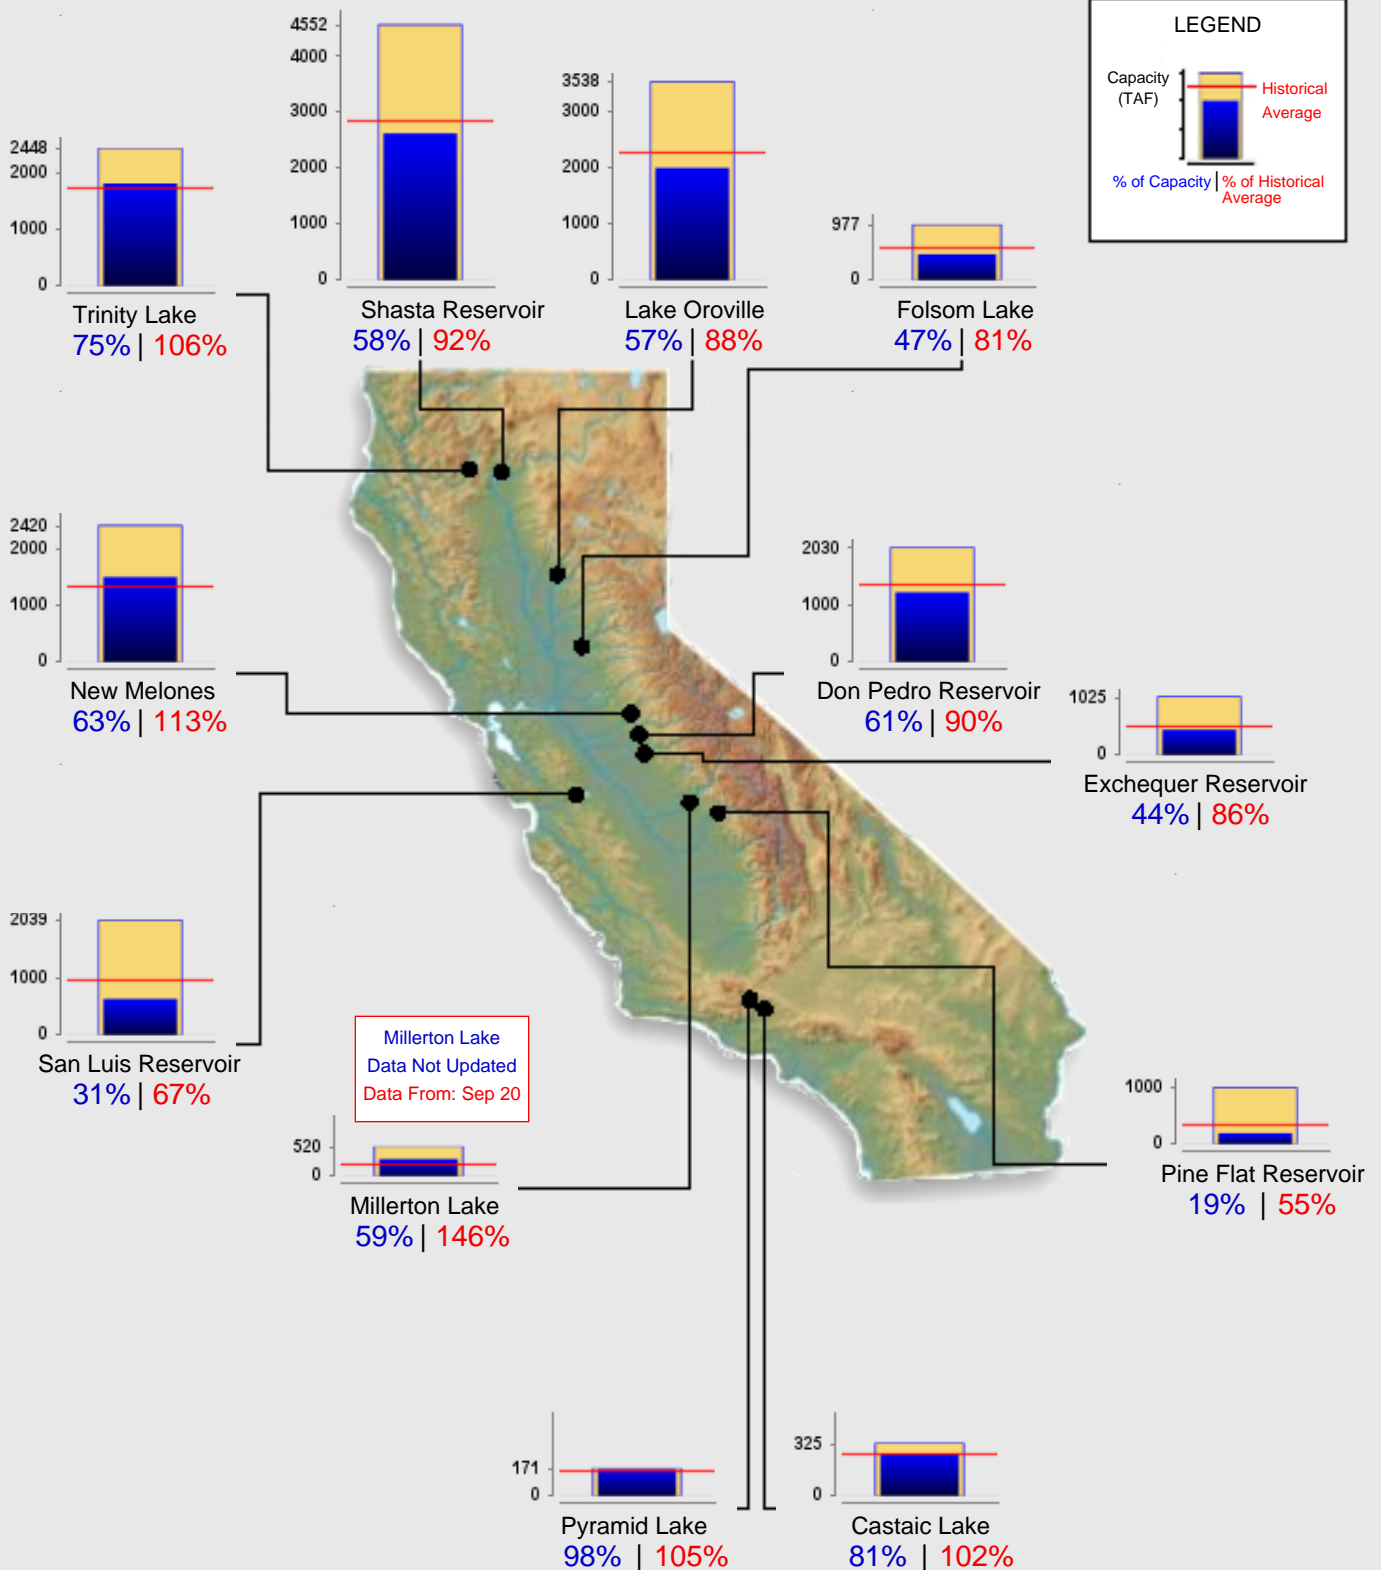 LEGEND
Capacity
(TAF)
Historical
Average
% of Capacity | % of Historical
Average
4552
4000
3000
2000
1000
0
Shasta Reservoir
58% | 92%
3538
3000
2000
1000
0
Lake Oroville
57% | 88%
2448
2000
1000
0
Trinity Lake
75% | 106%
977
0
Folsom Lake
47% | 81%
2420
2000
1000
0
New Melones
63% | 113%
2030
1000
0
Don Pedro Reservoir
61% | 90%
1025
0
Exchequer Reservoir
44% | 86%
2039
1000
0
San Luis Reservoir
31% | 67%
Millerton Lake
Data Not Updated
Data From: Sep 20
520
0
Millerton Lake
59% | 146%
1000
0
Pine Flat Reservoir
19% | 55%
171
0
Pyramid Lake
98% | 105%
325
0
Castaic Lake
81% | 102%